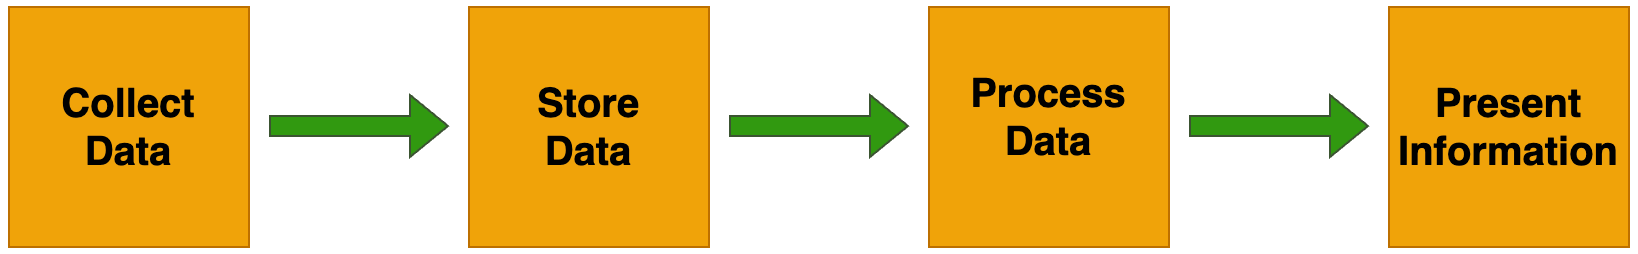 Collect
Data
Store
Data
Process
Data
Present
Information